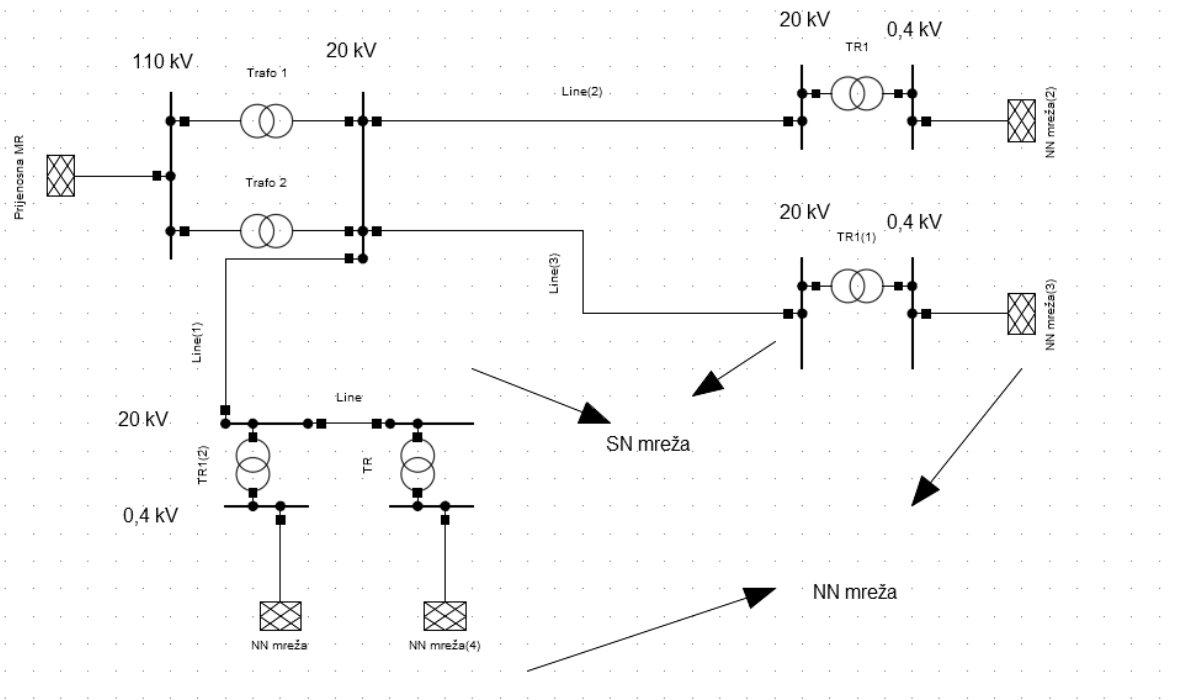 20 kV
0,4 kV
TR1
20 kV
110 kV
Trafo 1
Line(2)
NN mreža(2)
Prijenosna MR
Trafo 2
20 kV
0,4 kV
TR1(1)
Line(3)
NN mreža(3)
Line(1)
Line
20 kV
SN mreža
TR1(2)
TR
0,4 kV
NN mreža
NN mreža
NN mreža(4)